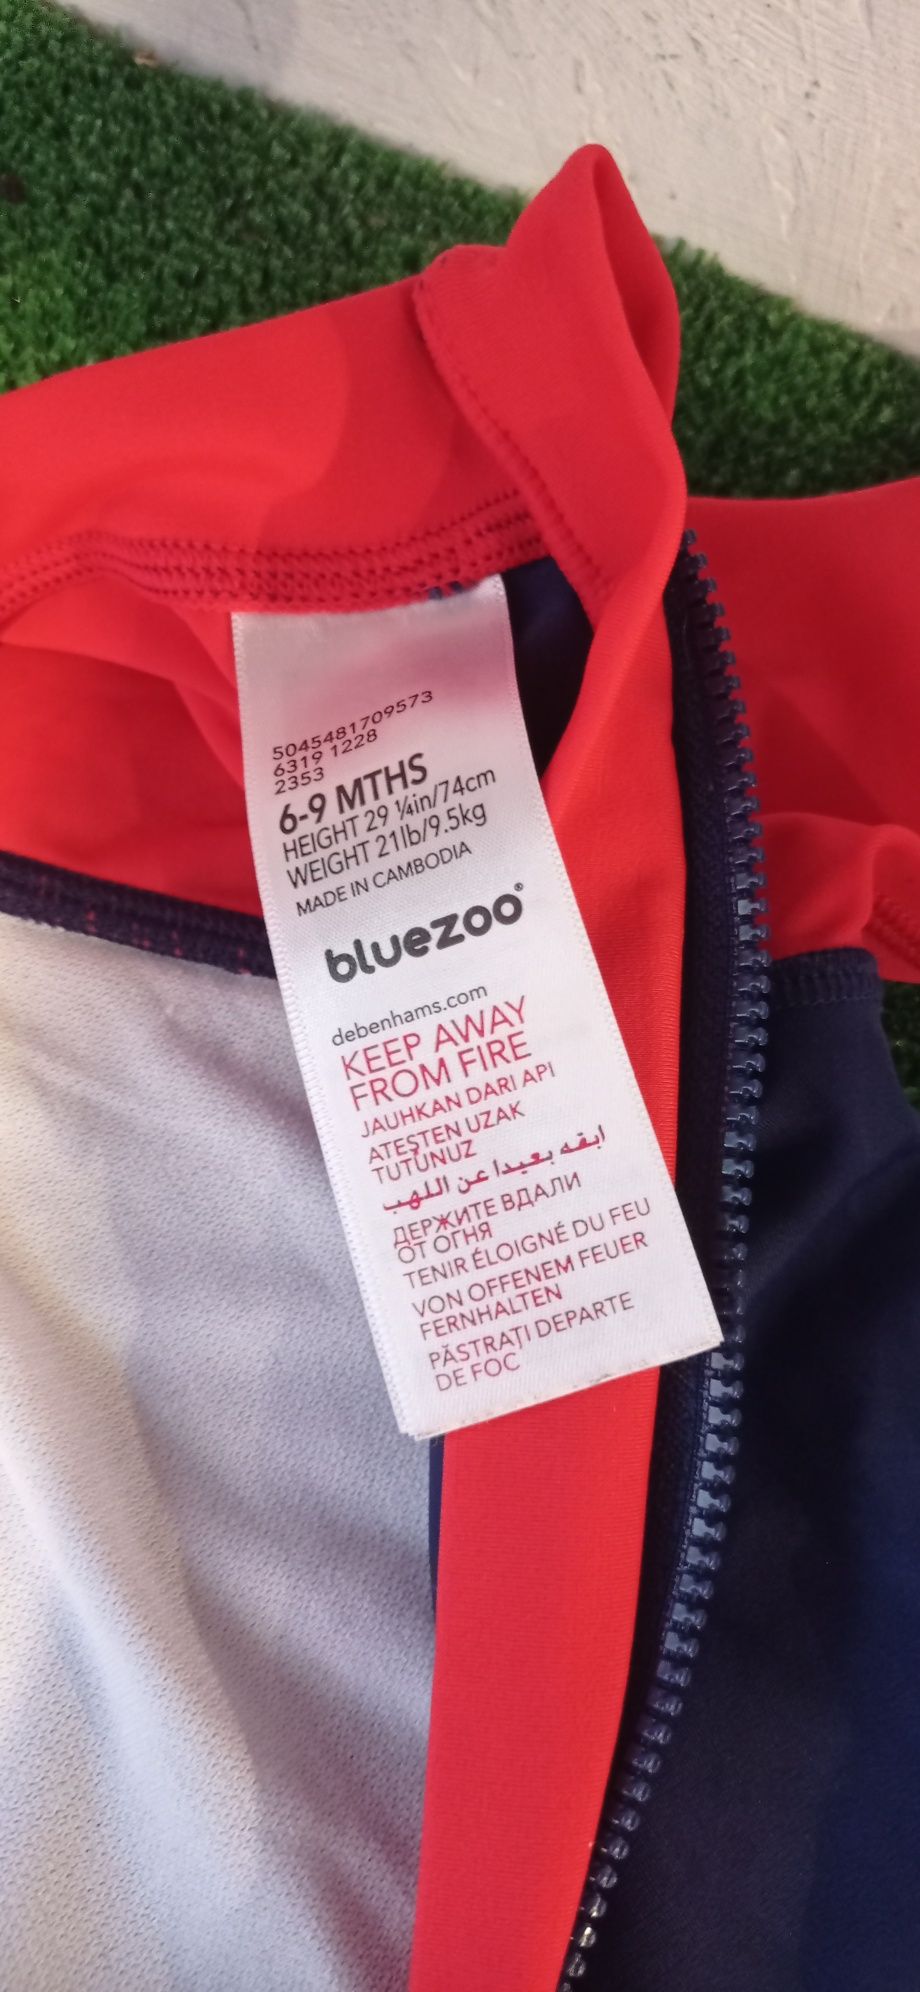 5045481709573
6319 1228
2353
6-9 MTHS
HEIGHT 29 ¼in/74cm
WEIGHT 21lb/9.5kg
MADE IN CAMBODIA
bluezoo®
debenhams.com
KEEP AWAY
FROM FIRE
JAUHKAN DARI API
ATEŞTEN UZAK
TUTUNUZ
ابقه بعيدا عن اللهب
ДЕРЖИТЕ ВДАЛИ
ОТ ОГНЯ
TENIR ÉLOIGNÉ DU FEU
VON OFFENEM FEUER
FERNHALTEN
PĂSTRAȚI DEPARTE
DE FOC